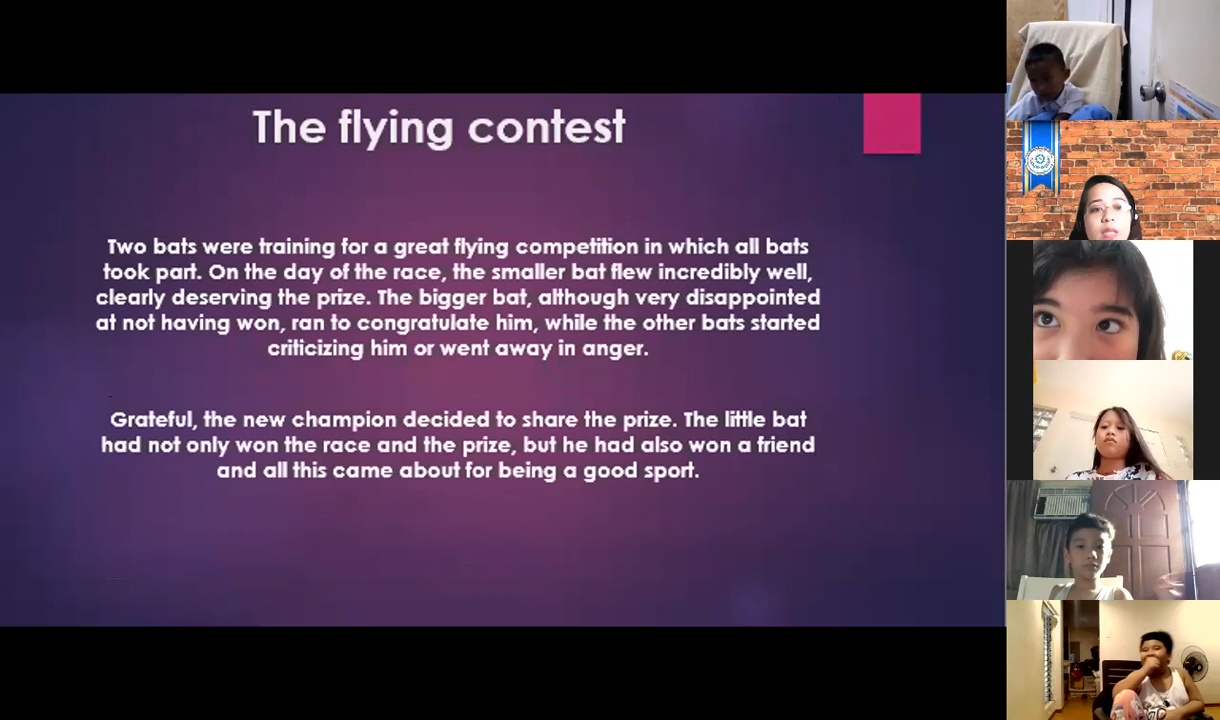 The flying contest
Two bats were training for a great flying competition in which all bats
took part. On the day of the race, the smaller bat flew incredibly well,
clearly deserving the prize. The bigger bat, although very disappointed
at not having won, ran to congratulate him, while the other bats started
criticizing him or went away in anger.
Grateful, the new champion decided to share the prize. The little bat
had not only won the race and the prize, but he had also won a friend
and all this came about for being a good sport.